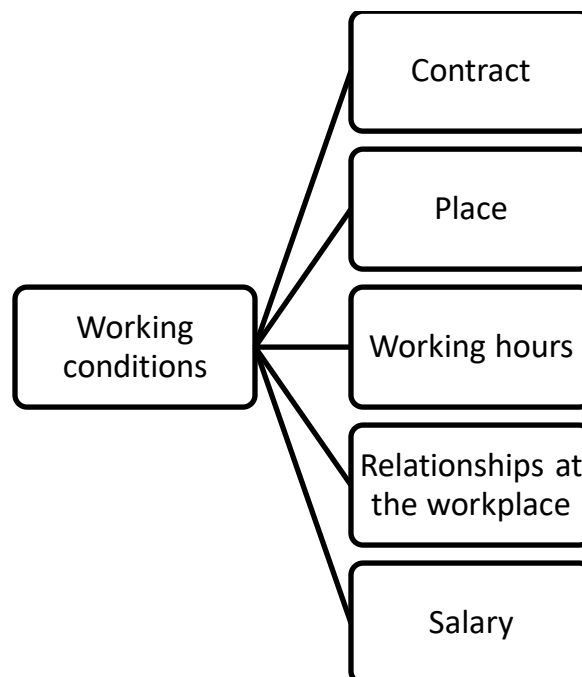 Contract
Place
Working
conditions
Working hours
Relationships at
the workplace
Salary